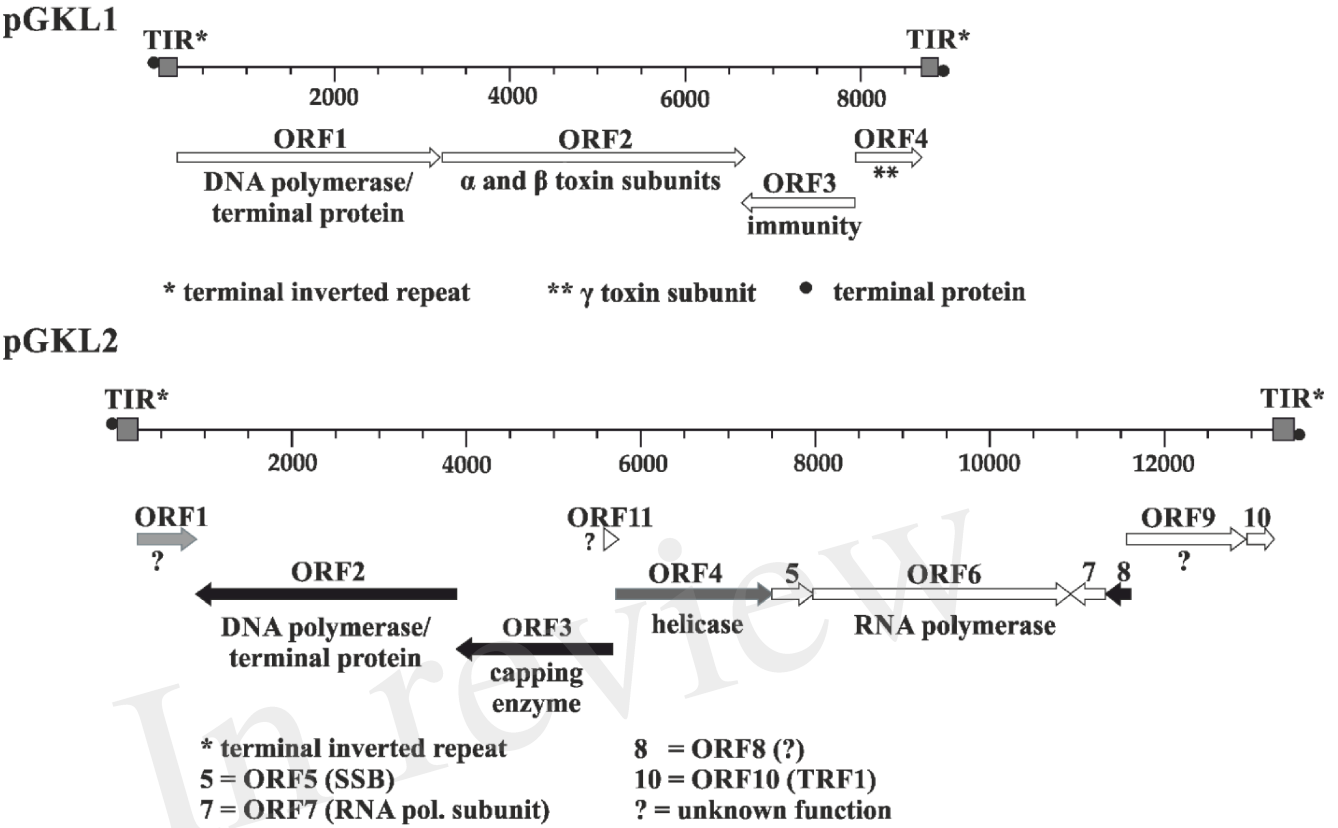 pGKL1
TIR* TIR*
2000 4000 6000 8000
ORF1 ORF2 ORF4
DNA polymerase/ α and β toxin subunits **
terminal protein ORF3
immunity
* terminal inverted repeat ** γ toxin subunit ● terminal protein
pGKL2
TIR* TIR*
2000 4000 6000 8000 10000 12000
ORF1 ORF11 ORF9 10
? ? ?
ORF2 ORF4 5 ORF6 7 8
DNA polymerase/ helicase RNA polymerase
terminal protein ORF3
capping
enzyme
* terminal inverted repeat 8 = ORF8 (?)
5 = ORF5 (SSB) 10 = ORF10 (TRF1)
7 = ORF7 (RNA pol. subunit) ? = unknown function
In review